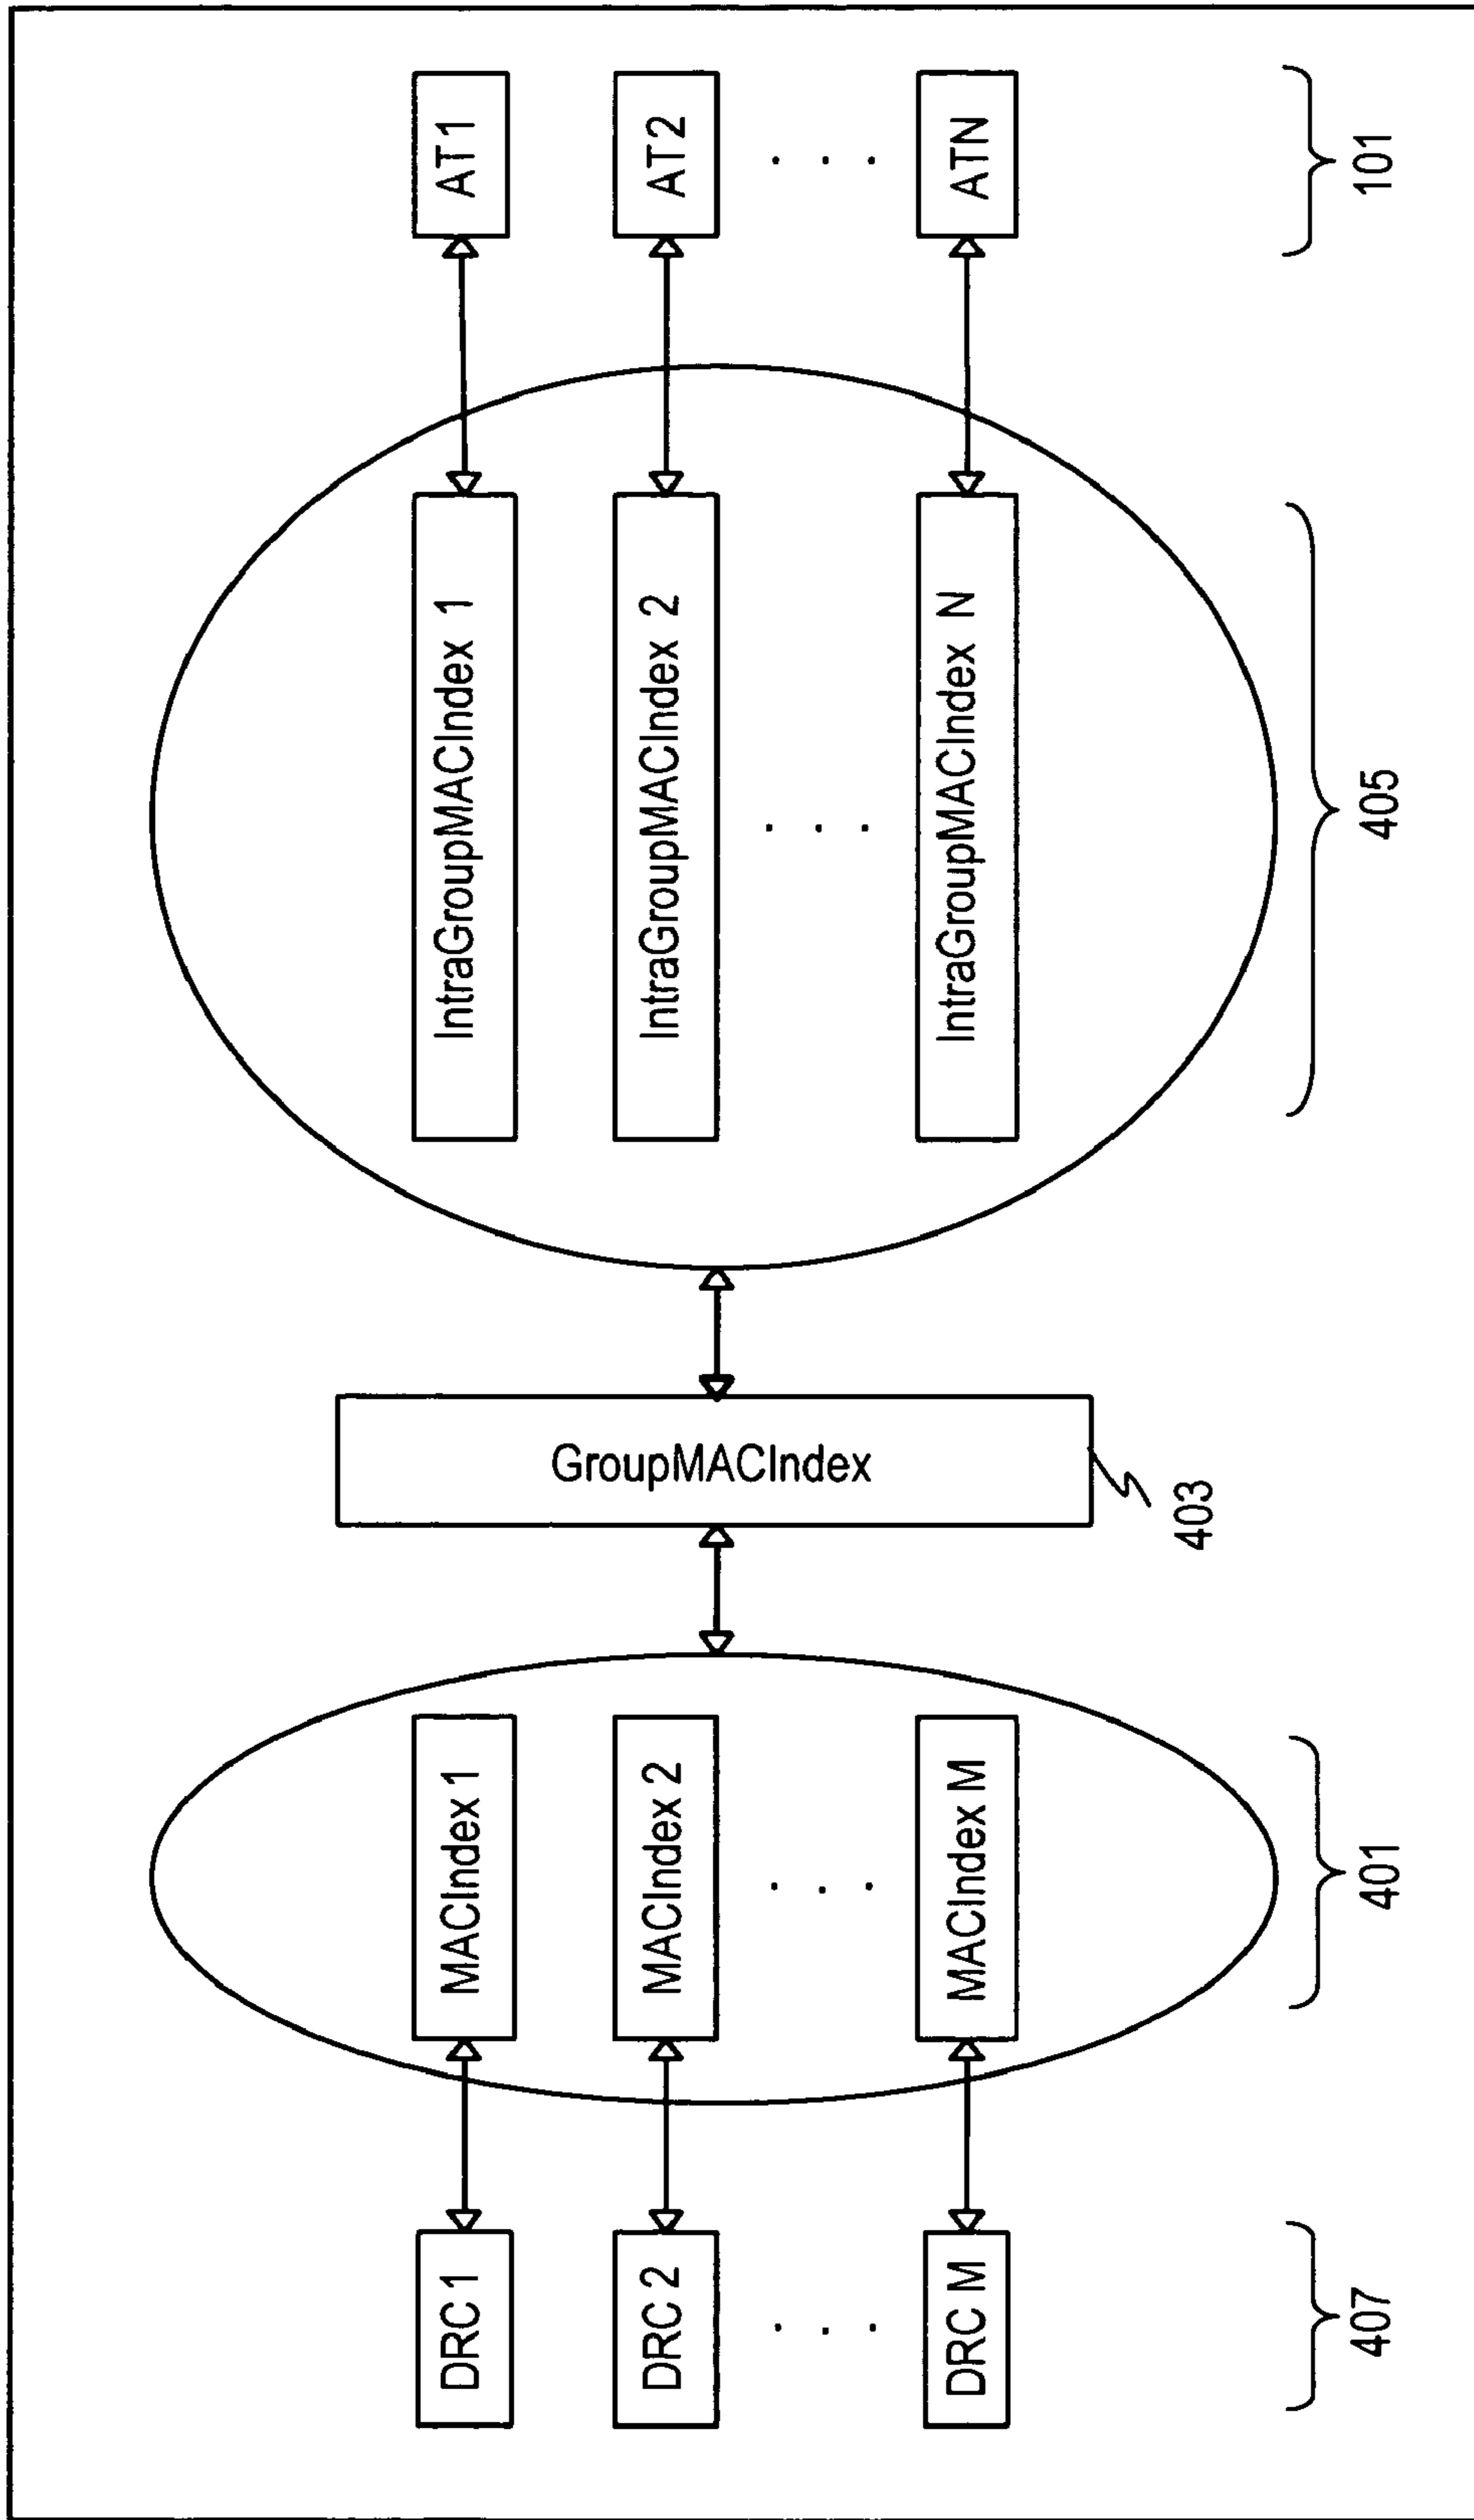 DRC 1
DRC 2
. . .
DRC M
407
MACIndex 1
MACIndex 2
. . .
MACIndex M
401
GroupMACIndex
403
IntraGroupMACIndex 1
IntraGroupMACIndex 2
. . .
IntraGroupMACIndex N
405
AT1
AT2
. . .
ATN
101